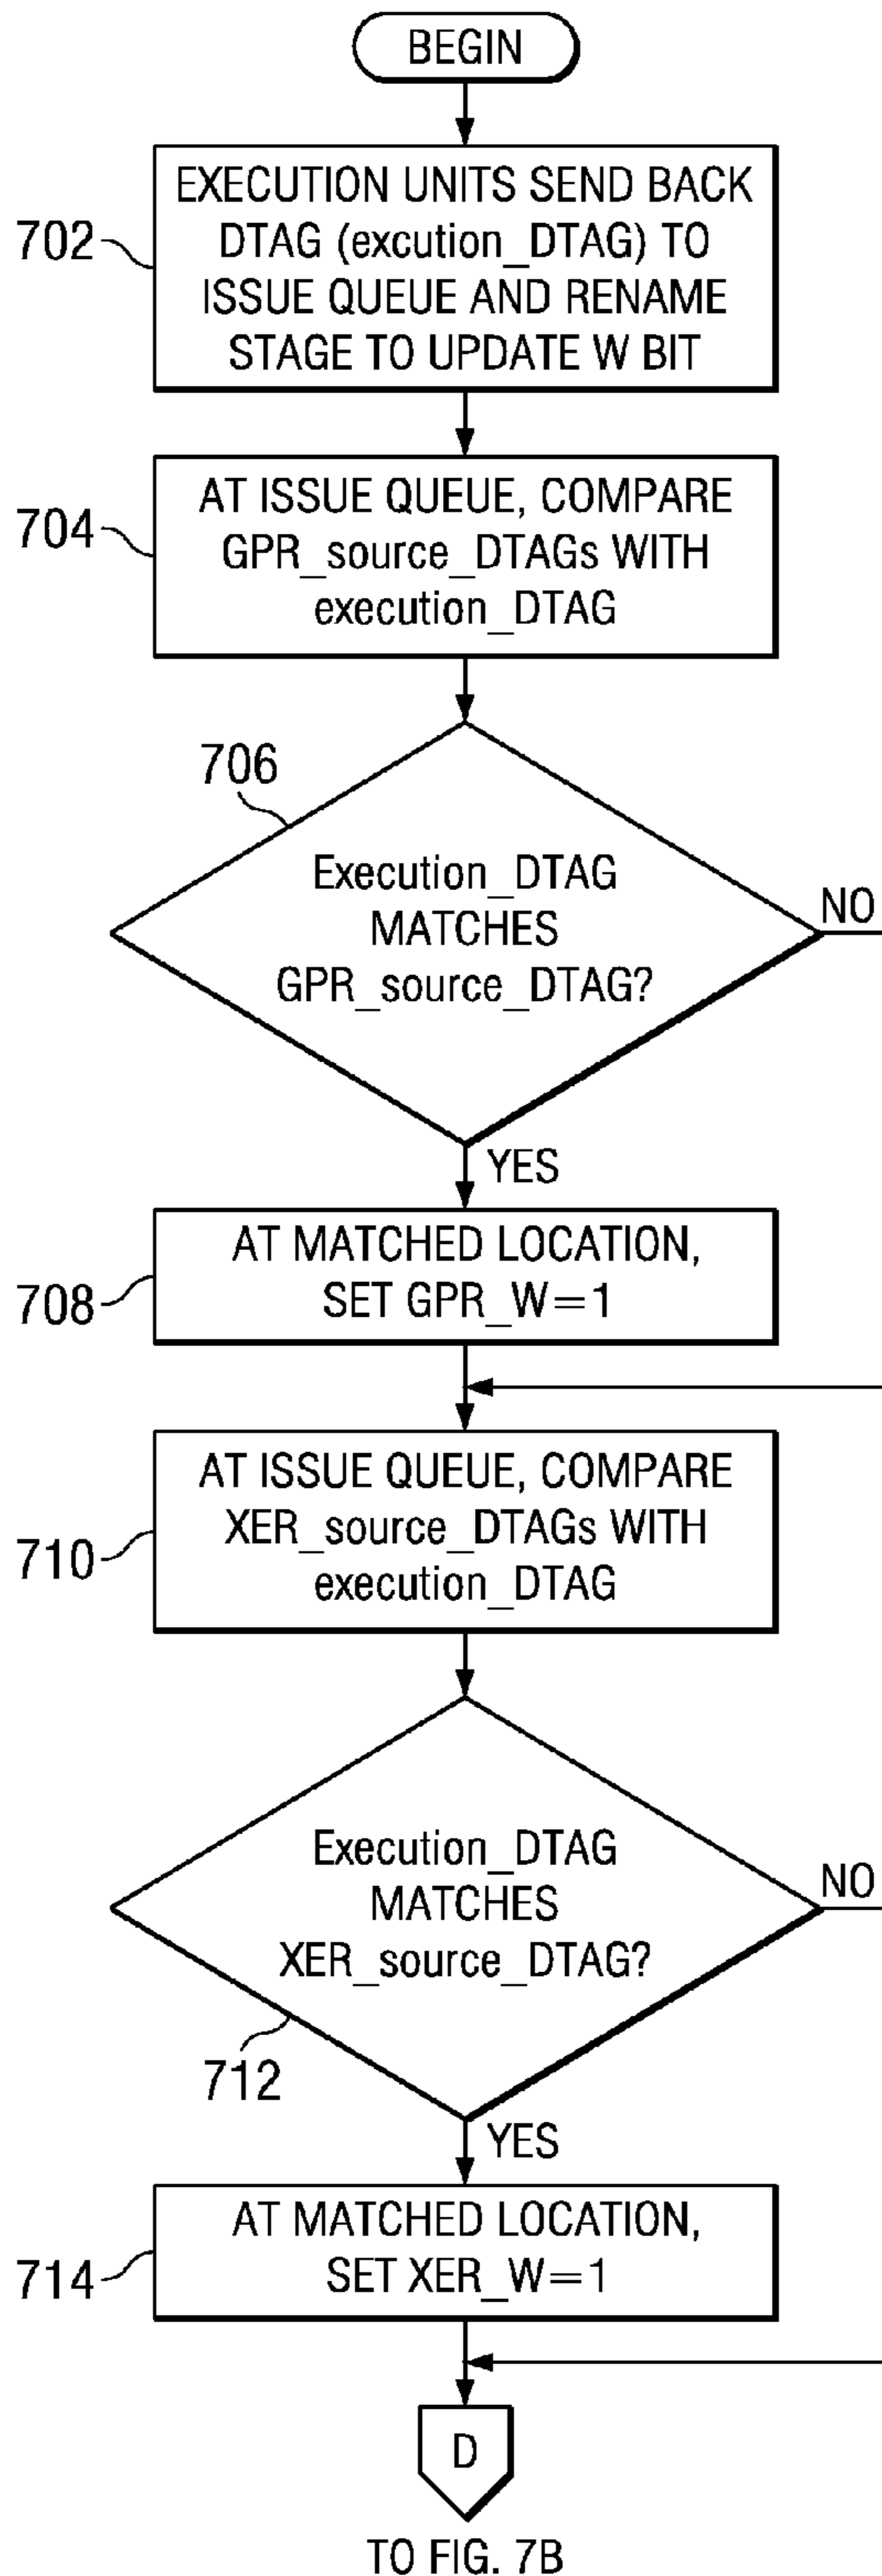 BEGIN
EXECUTION UNITS SEND BACK
DTAG (excution_DTAG) TO
ISSUE QUEUE AND RENAME
STAGE TO UPDATE W BIT
702
AT ISSUE QUEUE, COMPARE
GPR_source_DTAGs WITH
execution_DTAG
704
706
Execution_DTAG
MATCHES
GPR_source_DTAG?
NO
YES
AT MATCHED LOCATION,
SET GPR_W=1
708
AT ISSUE QUEUE, COMPARE
XER_source_DTAGs WITH
execution_DTAG
710
Execution_DTAG
MATCHES
XER_source_DTAG?
NO
712
YES
AT MATCHED LOCATION,
SET XER_W=1
714
D
TO FIG. 7B